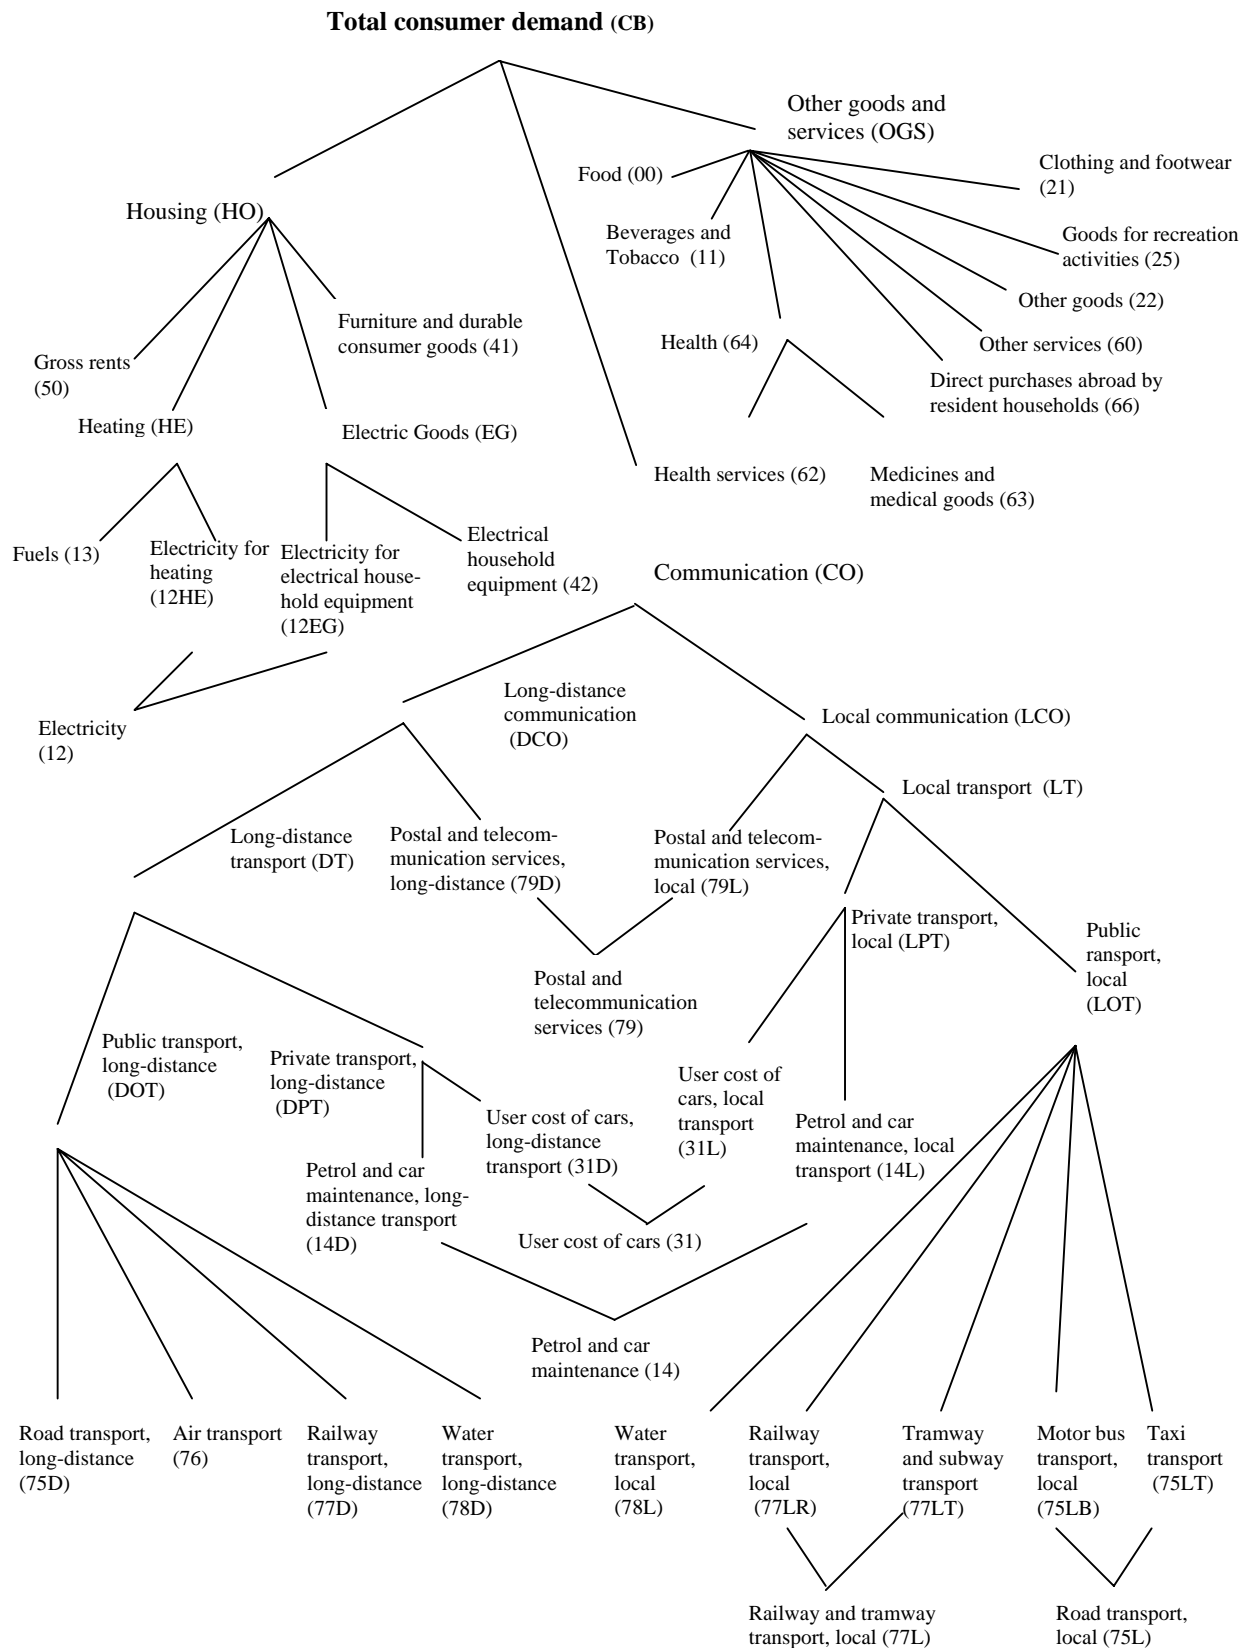 Total consumer demand (CB)
Other goods and
services (OGS)
Food (00)
Clothing and footwear
(21)
Housing (HO)
Beverages and
Tobacco (11)
Goods for recreation
activities (25)
Other goods (22)
Furniture and durable
consumer goods (41)
Health (64)
Other services (60)
Gross rents
(50)
Direct purchases abroad by
resident households (66)
Heating (HE)
Electric Goods (EG)
Health services (62)
Medicines and
medical goods (63)
Fuels (13)
Electricity for
heating
(12HE)
Electricity for
electrical house-
hold equipment
(12EG)
Electrical
household
equipment (42)
Communication (CO)
Long-distance
communication
(DCO)
Local communication (LCO)
Electricity
(12)
Local transport (LT)
Long-distance
transport (DT)
Postal and telecom-
munication services,
long-distance (79D)
Postal and telecom-
munication services,
local (79L)
Private transport,
local (LPT)
Public
ransport,
local
(LOT)
Postal and
telecommunication
services (79)
Public transport,
long-distance
(DOT)
Private transport,
long-distance
(DPT)
User cost of
cars, local
transport
(31L)
User cost of cars,
long-distance
transport (31D)
Petrol and car
maintenance, local
transport (14L)
Petrol and car
maintenance, long-
distance transport
(14D)
User cost of cars (31)
Petrol and car
maintenance (14)
Road transport,
long-distance
(75D)
Air transport
(76)
Railway
transport,
long-distance
(77D)
Water
transport,
long-distance
(78D)
Water
transport,
local
(78L)
Railway
transport,
local
(77LR)
Tramway
and subway
transport
(77LT)
Motor bus
transport,
local
(75LB)
Taxi
transport
(75LT)
Railway and tramway
transport, local (77L)
Road transport,
local (75L)